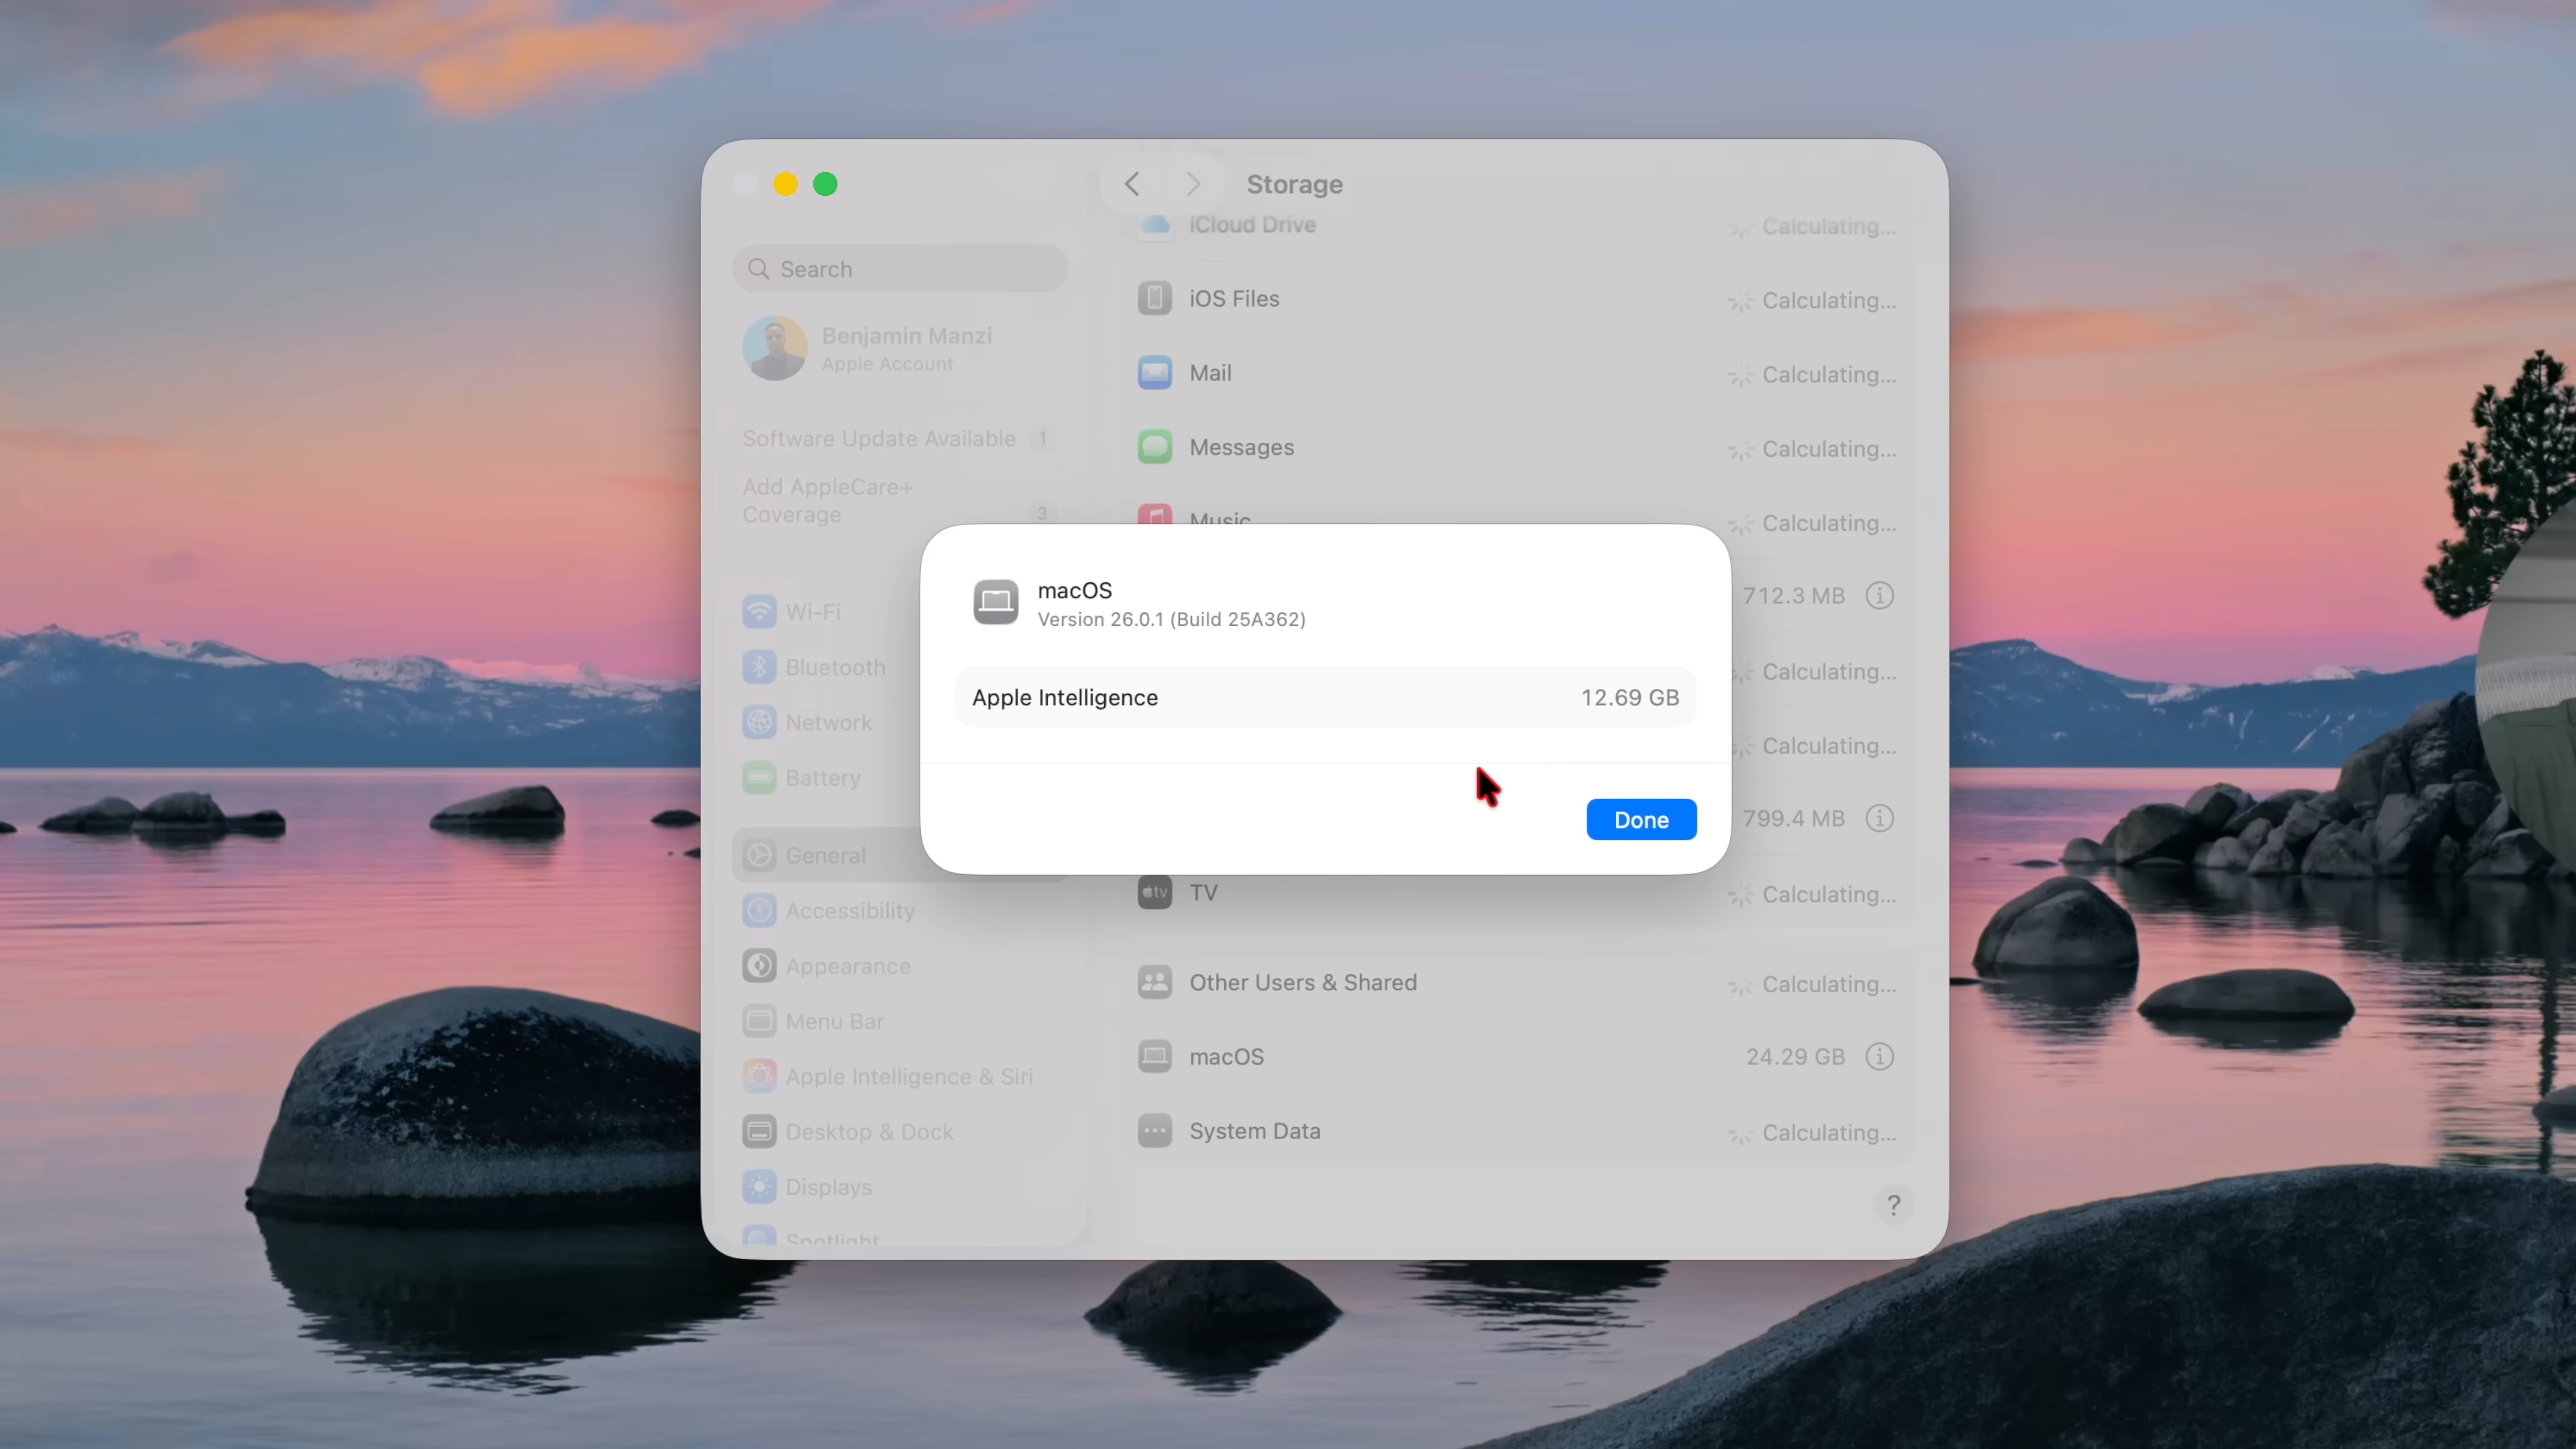 Storage
Search
Benjamin Manzi
Apple Account
Software Update Available 1
Add AppleCare+
Coverage 3
Wi-Fi
Bluetooth
Network
Battery
General
Accessibility
Appearance
Menu Bar
Apple Intelligence & Siri
Desktop & Dock
Displays
Spotlight
iCloud Drive Calculating...
iOS Files Calculating...
Mail Calculating...
Messages Calculating...
Music Calculating...
712.3 MB
Calculating...
Calculating...
799.4 MB
tv TV Calculating...
Other Users & Shared Calculating...
macOS 24.29 GB
System Data Calculating...
?
macOS
Version 26.0.1 (Build 25A362)
Apple Intelligence 12.69 GB
Done